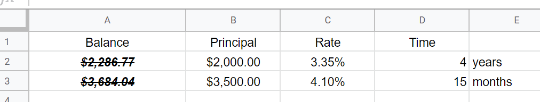 A B C D E
1 Balance Principal Rate Time
2 $2,286.77 $2,000.00 3.35% 4 years
3 $3,684.04 $3,500.00 4.10% 15 months